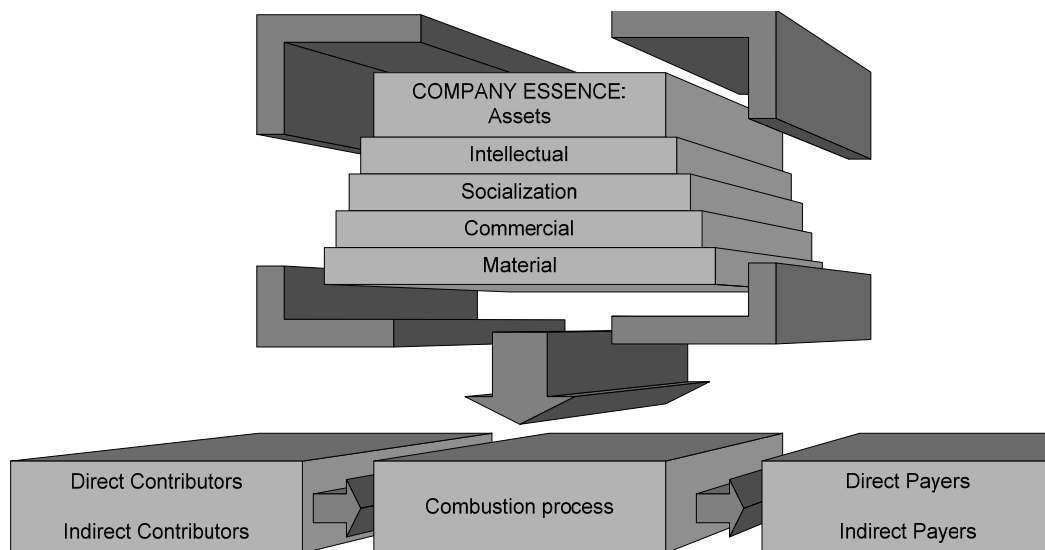 COMPANY ESSENCE:
Assets
Intellectual
Socialization
Commercial
Material
Direct Contributors
Indirect Contributors
Combustion process
Direct Payers
Indirect Payers